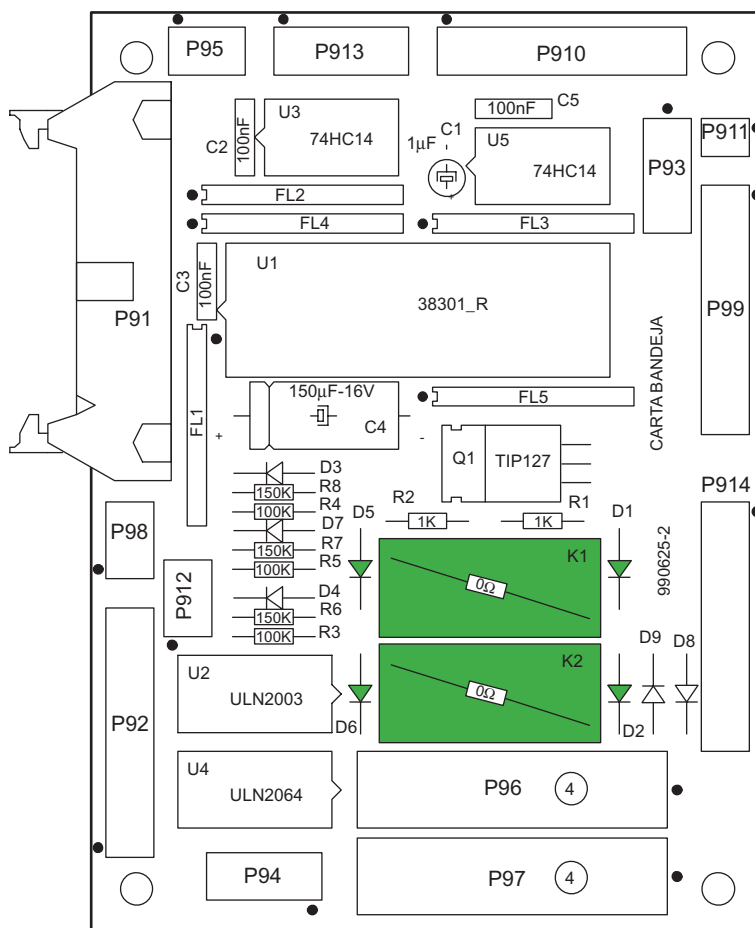 P95
P913
P910
U3
74HC14
C2
100nF
100nF
C5
C1
1µF
-
+
U5
74HC14
P93
P911
FL2
FL4
FL3
C3
100nF
U1
38301_R
P91
P99
CARTA BANDEJA
FL1
+
150µF-16V
C4
-
FL5
Q1
TIP127
D3
R8
150K
R4
100K
D7
R7
150K
R5
100K
D4
R6
150K
R3
100K
R2
1K
R1
1K
D5
D1
K1
0Ω
990625-2
P914
P98
P912
P92
U2
ULN2003
D6
K2
0Ω
D2
D9
D8
U4
ULN2064
P96
4
P97
4
P94